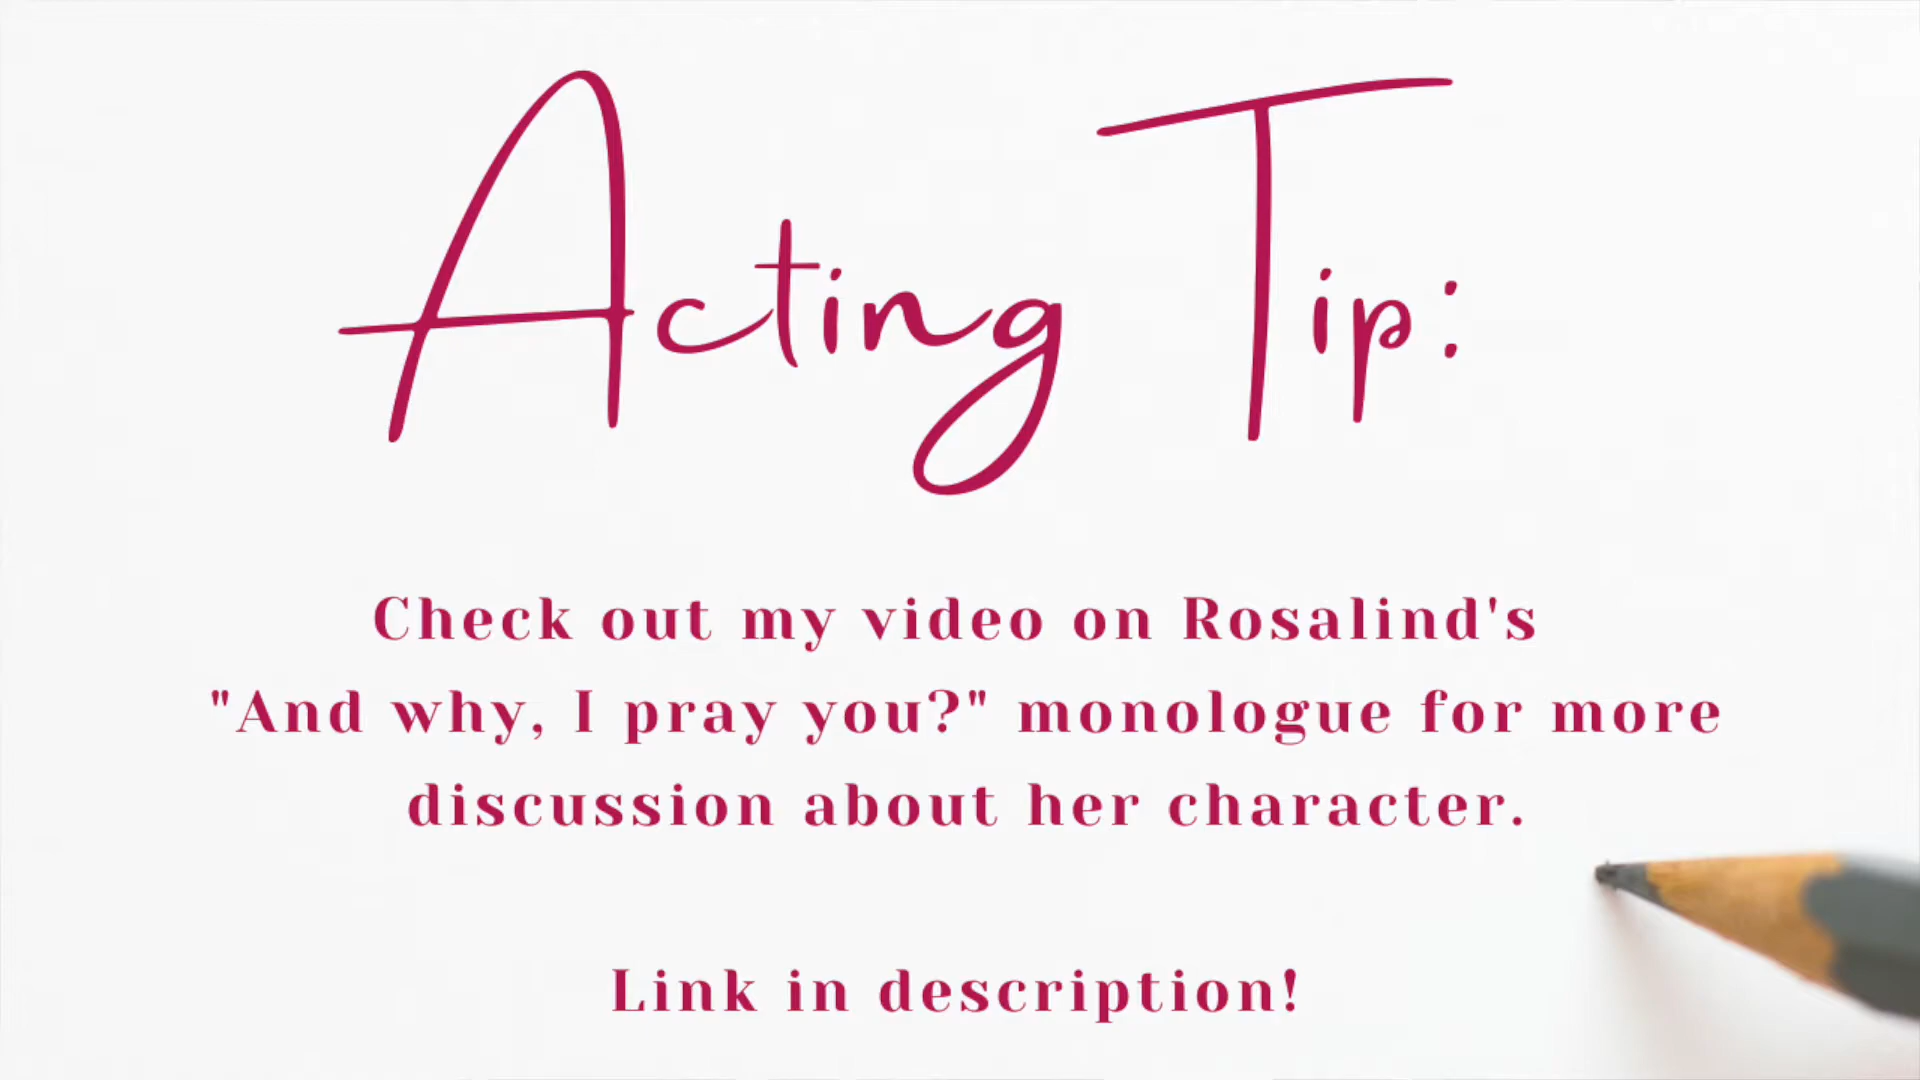 Acting Tip:
Check out my video on Rosalind's
"And why, I pray you?" monologue for more
discussion about her character.
Link in description!